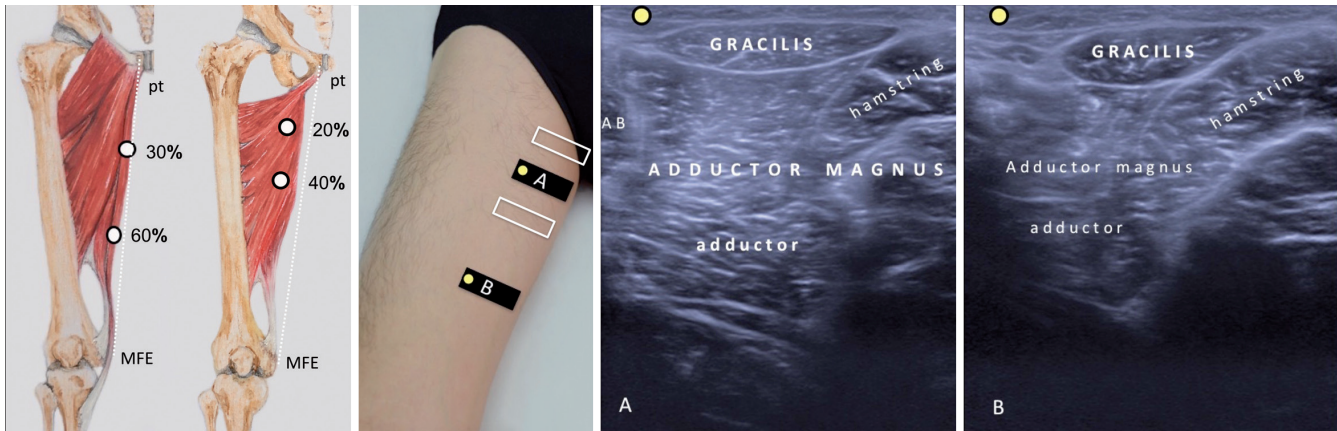 pt
30%
60%
MFE
pt
20%
40%
MFE
A
B
GRACILIS
hamstring
AB
ADDUCTOR MAGNUS
adductor
A
GRACILIS
hamstring
Adductor magnus
adductor
B